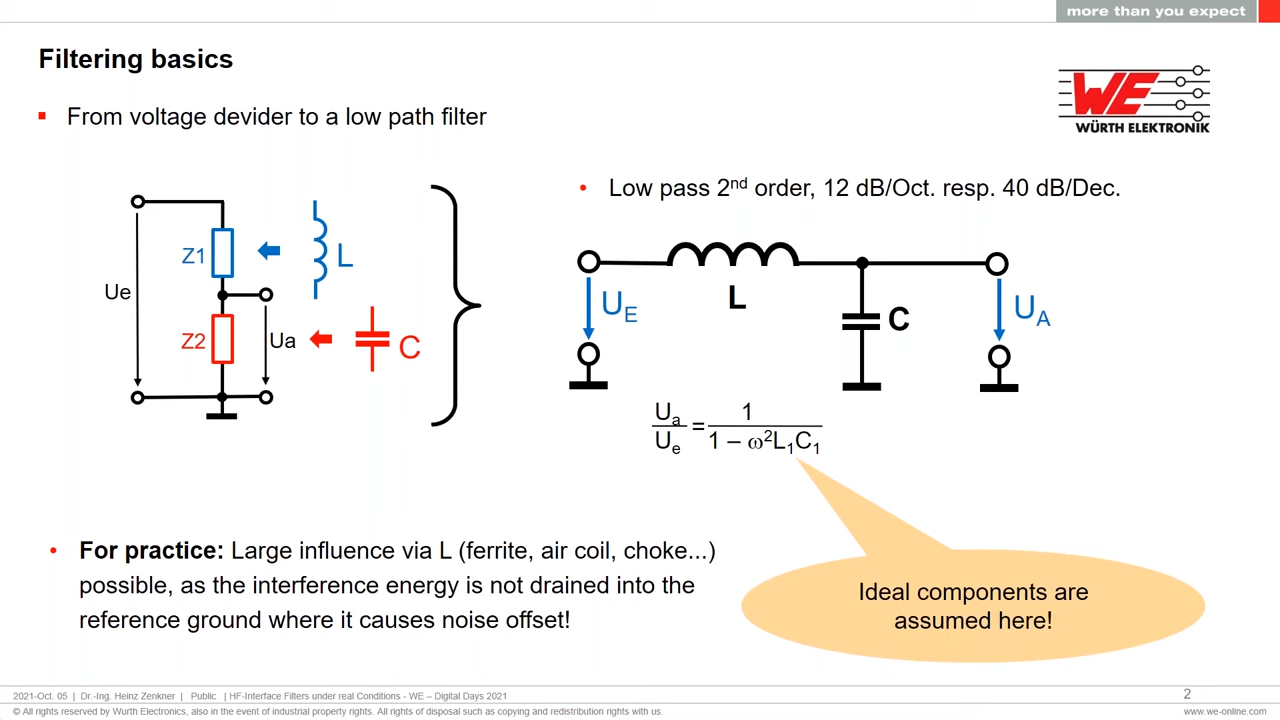 more than you expect
Filtering basics
WE
WÜRTH ELEKTRONIK
From voltage devider to a low path filter
Low pass 2nd order, 12 dB/Oct. resp. 40 dB/Dec.
Z1
L
Ue
Z2
Ua
C
UE
L
C
UA
Ua/Ue = 1/(1 – ω²L1C1)
For practice: Large influence via L (ferrite, air coil, choke...)
possible, as the interference energy is not drained into the
reference ground where it causes noise offset!
Ideal components are
assumed here!
2021-Oct. 05 | Dr.-Ing. Heinz Zenkner | Public | HF-Interface Filters under real Conditions - WE – Digital Days 2021
2
© All rights reserved by Wurth Electronics, also in the event of industrial property rights. All rights of disposal such as copying and redistribution rights with us.
www.we-online.com